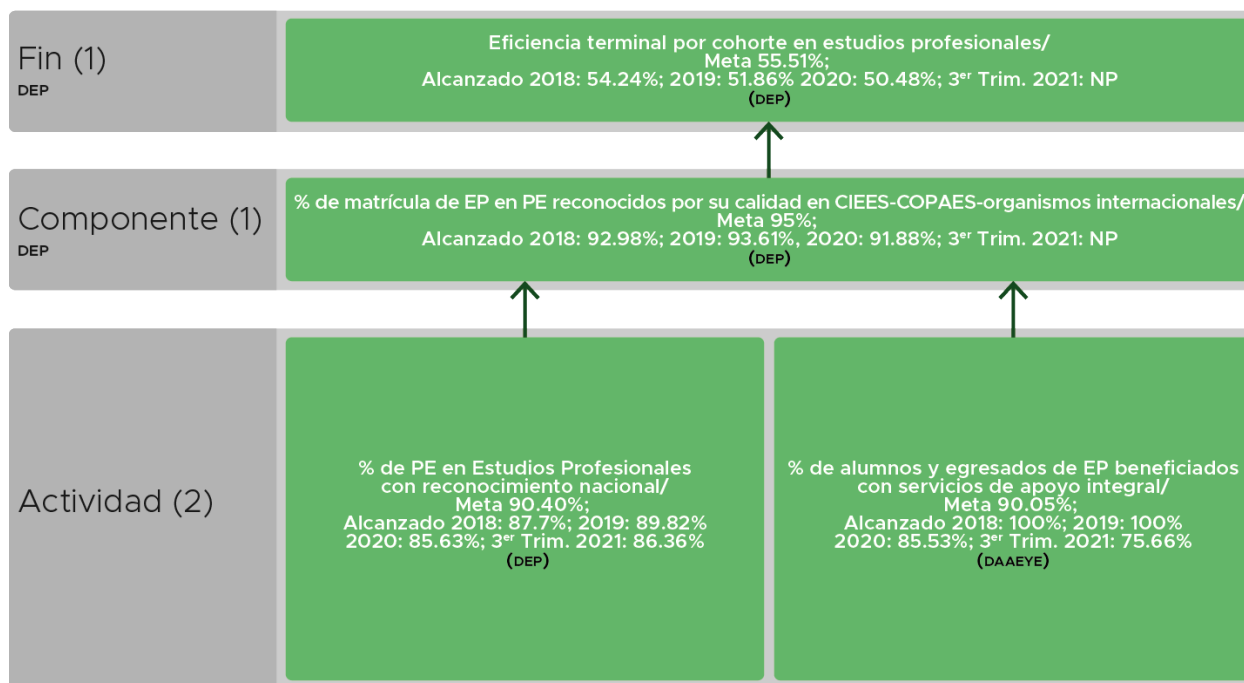 Fin (1)
DEP
Eficiencia terminal por cohorte en estudios profesionales/
Meta 55.51%;
Alcanzado 2018: 54.24%; 2019: 51.86% 2020: 50.48%; 3er Trim. 2021: NP
(DEP)
Componente (1)
DEP
% de matrícula de EP en PE reconocidos por su calidad en CIEES-COPAES-organismos internacionales/
Meta 95%;
Alcanzado 2018: 92.98%; 2019: 93.61%, 2020: 91.88%; 3er Trim. 2021: NP
(DEP)
Actividad (2)
% de PE en Estudios Profesionales
con reconocimiento nacional/
Meta 90.40%;
Alcanzado 2018: 87.7%; 2019: 89.82%
2020: 85.63%; 3er Trim. 2021: 86.36%
(DEP)
% de alumnos y egresados de EP beneficiados
con servicios de apoyo integral/
Meta 90.05%;
Alcanzado 2018: 100%; 2019: 100%
2020: 85.53%; 3er Trim. 2021: 75.66%
(DAAEYE)